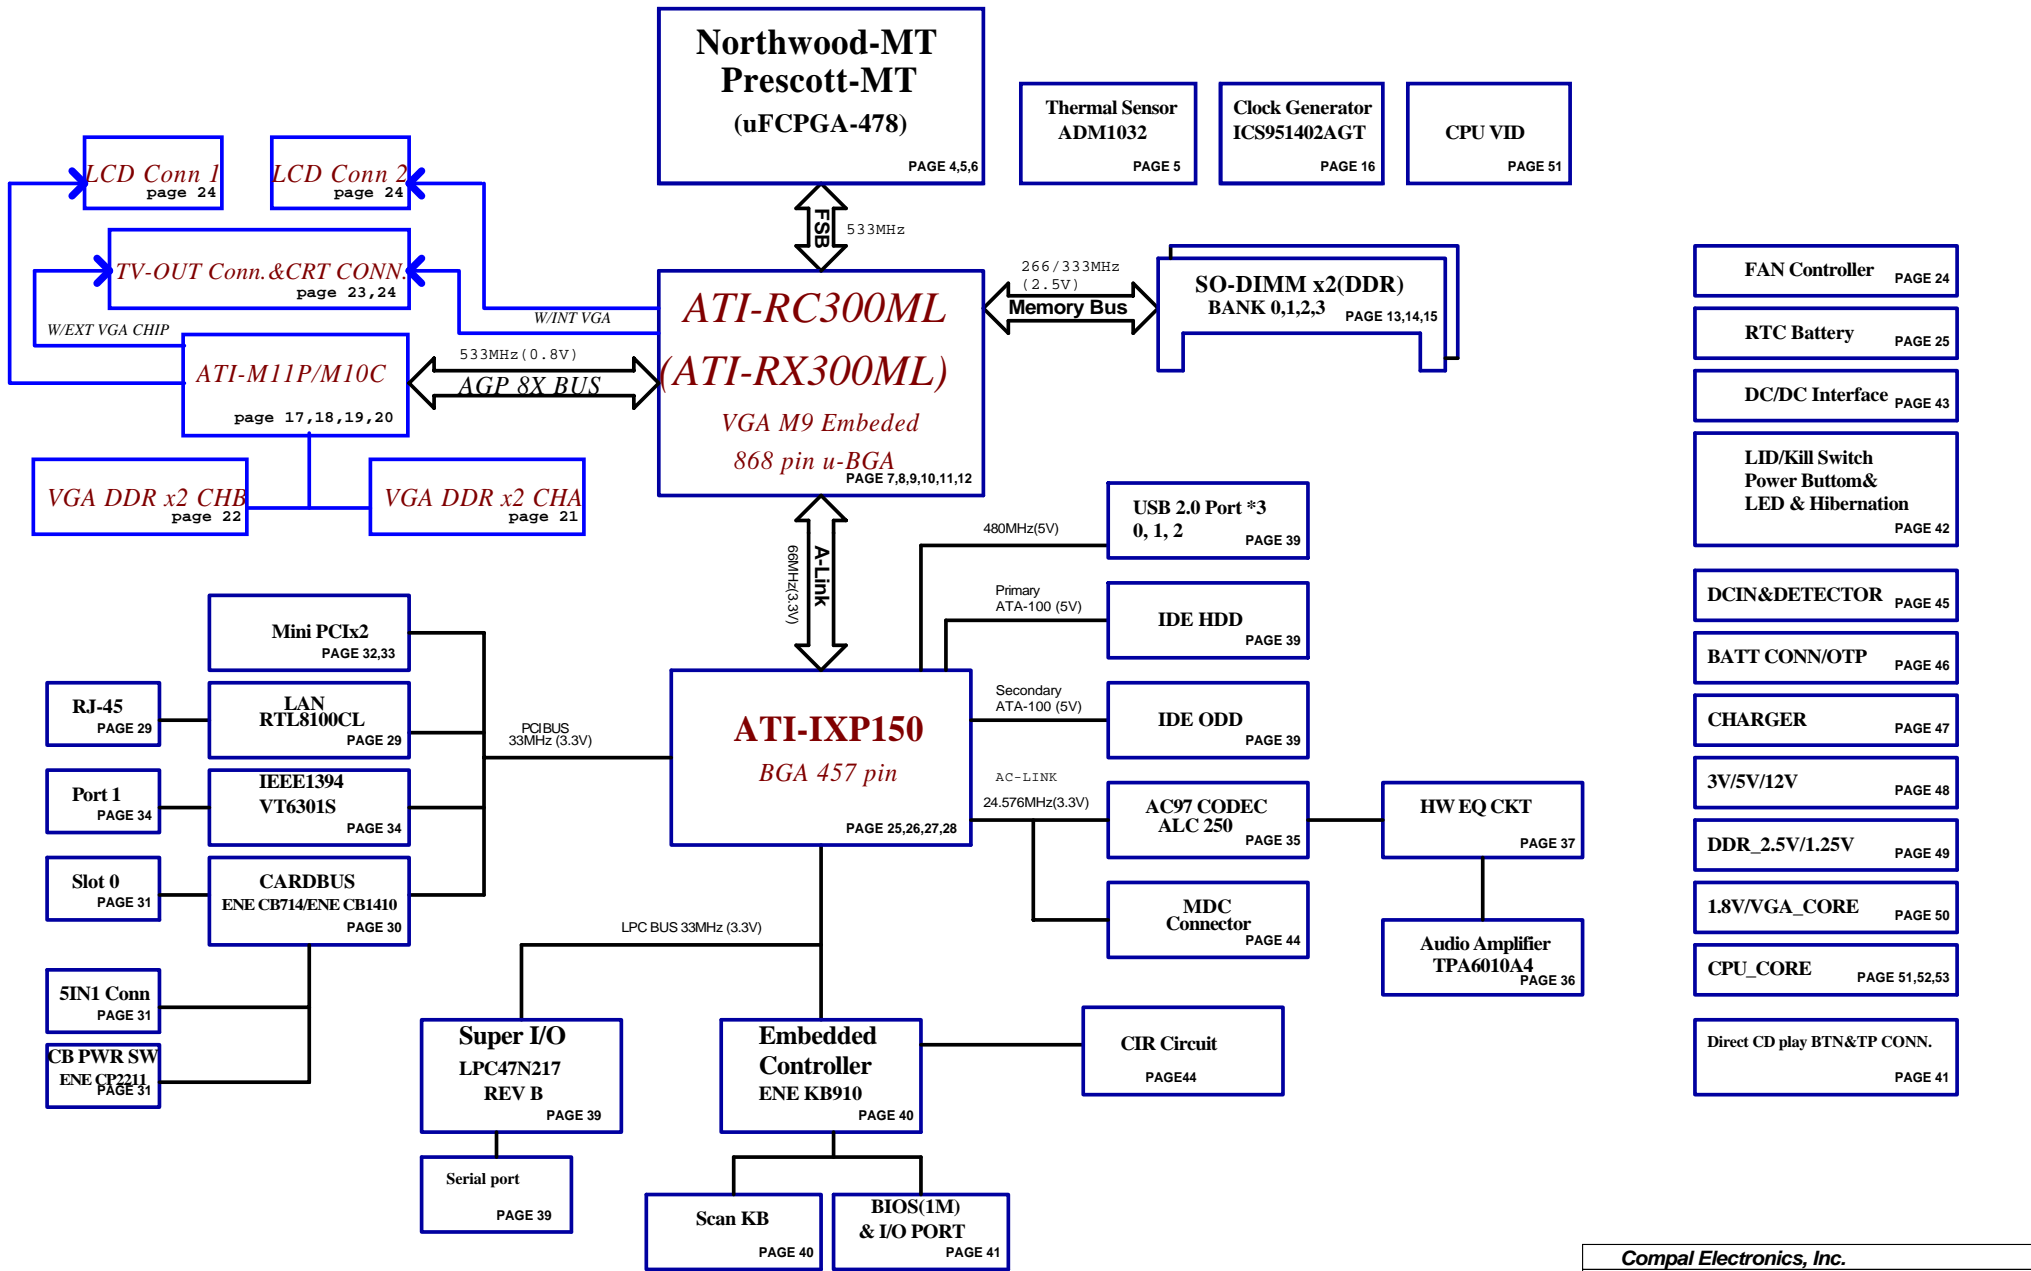 Northwood-MT
Prescott-MT
(uFCPGA-478)
PAGE 4,5,6
Thermal Sensor
ADM1032
PAGE 5
Clock Generator
ICS951402AGT
PAGE 16
CPU VID
PAGE 51
LCD Conn 1
page 24
LCD Conn 2
page 24
FSB
533MHz
TV-OUT Conn.&CRT CONN.
page 23,24
W/EXT VGA CHIP
W/INT VGA
ATI-RC300ML
(ATI-RX300ML)
VGA M9 Embeded
868 pin u-BGA
PAGE 7,8,9,10,11,12
266/333MHz
(2.5V)
Memory Bus
SO-DIMM x2(DDR)
BANK 0,1,2,3
PAGE 13,14,15
ATI-M11P/M10C
page 17,18,19,20
533MHz(0.8V)
AGP 8X BUS
VGA DDR x2 CHB
page 22
VGA DDR x2 CHA
page 21
A-Link
66MHz(3.3V)
480MHz(5V)
USB 2.0 Port *3
0, 1, 2
PAGE 39
Primary
ATA-100 (5V)
IDE HDD
PAGE 39
Secondary
ATA-100 (5V)
IDE ODD
PAGE 39
Mini PCIx2
PAGE 32,33
RJ-45
PAGE 29
LAN
RTL8100CL
PAGE 29
PCI BUS
33MHz (3.3V)
ATI-IXP150
BGA 457 pin
PAGE 25,26,27,28
Port 1
PAGE 34
IEEE1394
VT6301S
PAGE 34
AC-LINK
24.576MHz(3.3V)
AC97 CODEC
ALC 250
PAGE 35
HW EQ CKT
PAGE 37
Slot 0
PAGE 31
CARDBUS
ENE CB714/ENE CB1410
PAGE 30
MDC
Connector
PAGE 44
Audio Amplifier
TPA6010A4
PAGE 36
LPC BUS 33MHz (3.3V)
5IN1 Conn
PAGE 31
CB PWR SW
ENE CP2211
PAGE 31
Super I/O
LPC47N217
REV B
PAGE 39
Embedded
Controller
ENE KB910
PAGE 40
CIR Circuit
PAGE44
Serial port
PAGE 39
Scan KB
PAGE 40
BIOS(1M)
& I/O PORT
PAGE 41
FAN Controller
PAGE 24
RTC Battery
PAGE 25
DC/DC Interface
PAGE 43
LID/Kill Switch
Power Buttom&
LED & Hibernation
PAGE 42
DCIN&DETECTOR
PAGE 45
BATT CONN/OTP
PAGE 46
CHARGER
PAGE 47
3V/5V/12V
PAGE 48
DDR_2.5V/1.25V
PAGE 49
1.8V/VGA_CORE
PAGE 50
CPU_CORE
PAGE 51,52,53
Direct CD play BTN&TP CONN.
PAGE 41
Compal Electronics, Inc.